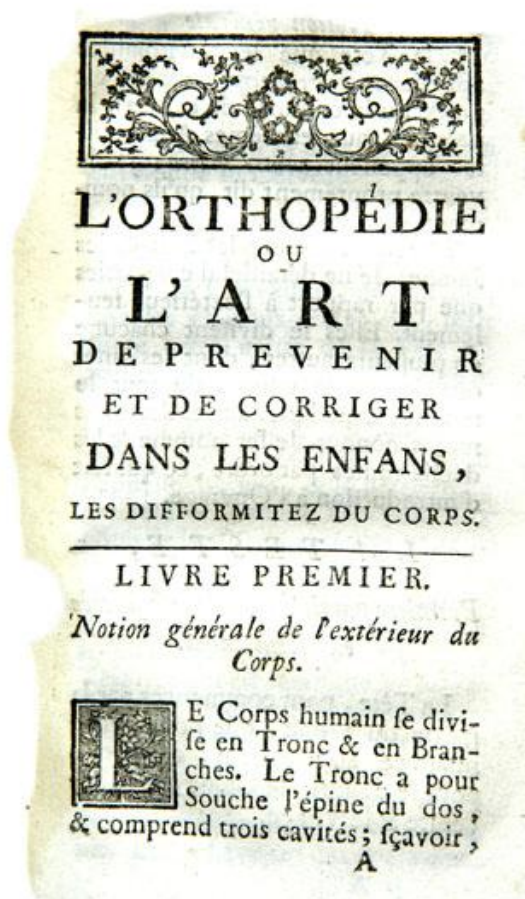 L'ORTHOPÉDIE
OU
L'ART
DE PREVENIR
ET DE CORRIGER
DANS LES ENFANS,
LES DIFFORMITEZ DU CORPS.
LIVRE PREMIER.
Notion générale de l'extérieur du
Corps.
LE Corps humain ſe divi-
ſe en Tronc & en Bran-
ches. Le Tronc a pour
Souche l'épine du dos,
& comprend trois cavités; ſçavoir,
A